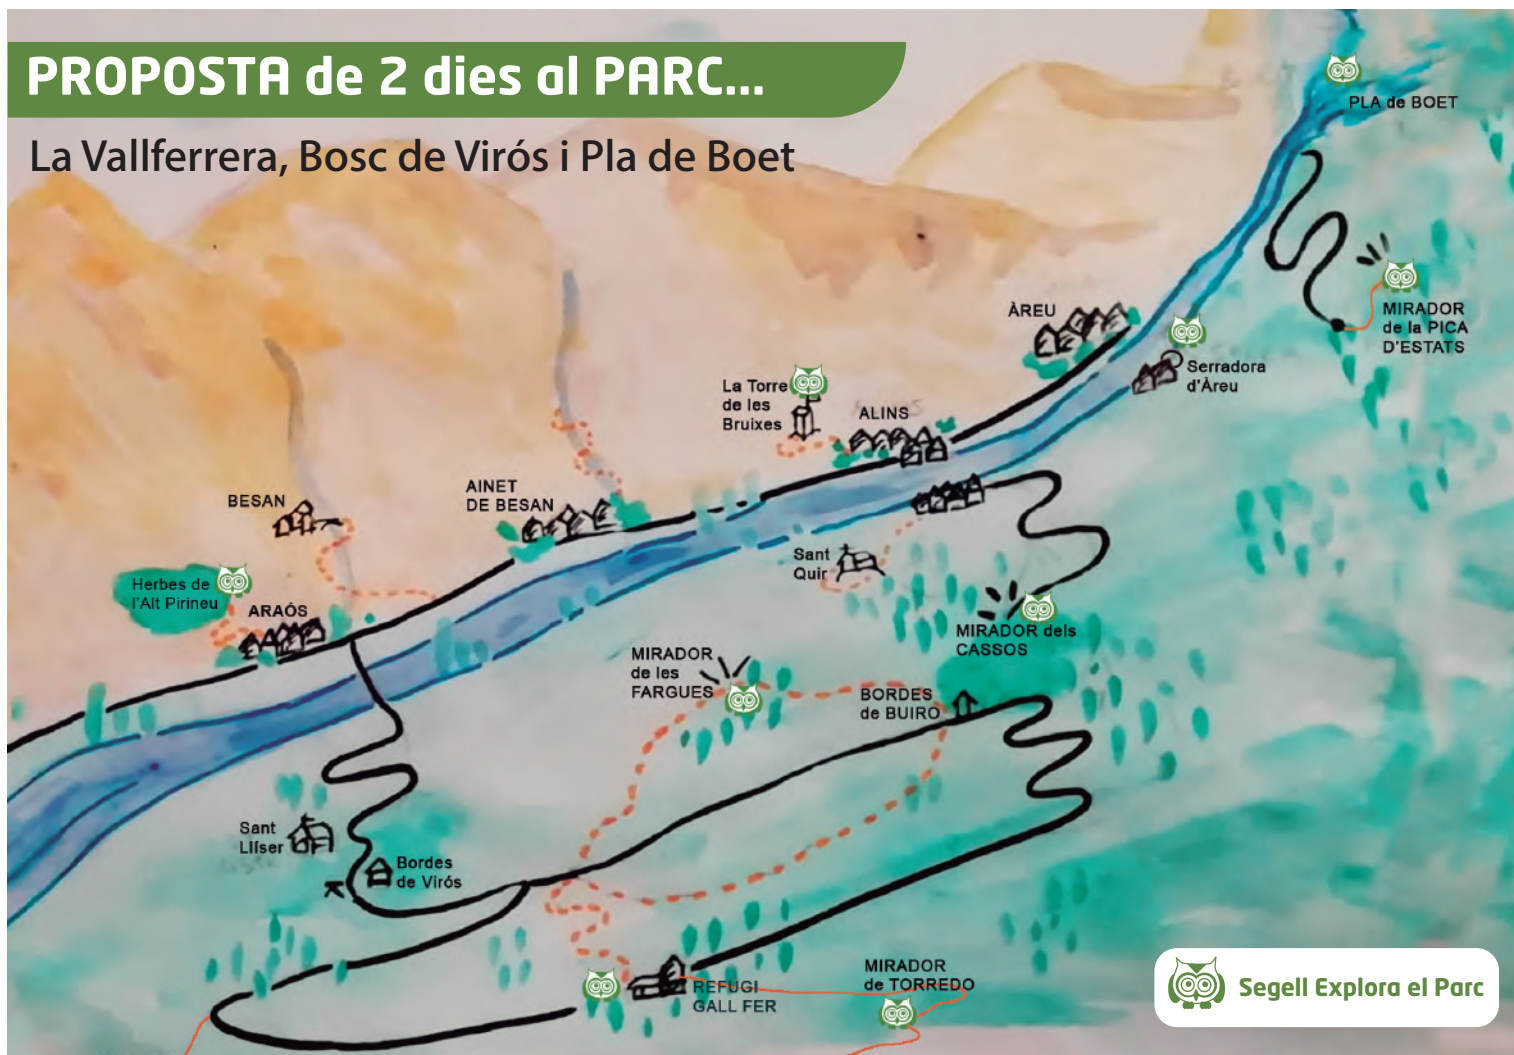 PROPOSTA de 2 dies al PARC...
La Vallferrera, Bosc de Virós i Pla de Boet
PLA de BOET
MIRADOR
de la PICA
D'ESTATS
ÀREU
Serradora
d'Àreu
La Torre
de les
Bruixes
ALINS
AINET
DE BESAN
BESAN
Sant
Quir
Herbes de
l'Alt Pirineu
ARAÓS
MIRADOR dels
CASSOS
MIRADOR
de les
FARGUES
BORDES
de BUIRO
Sant
Llíser
Bordes
de Virós
MIRADOR
de TORREDO
REFUGI
GALL FER
Segell Explora el Parc